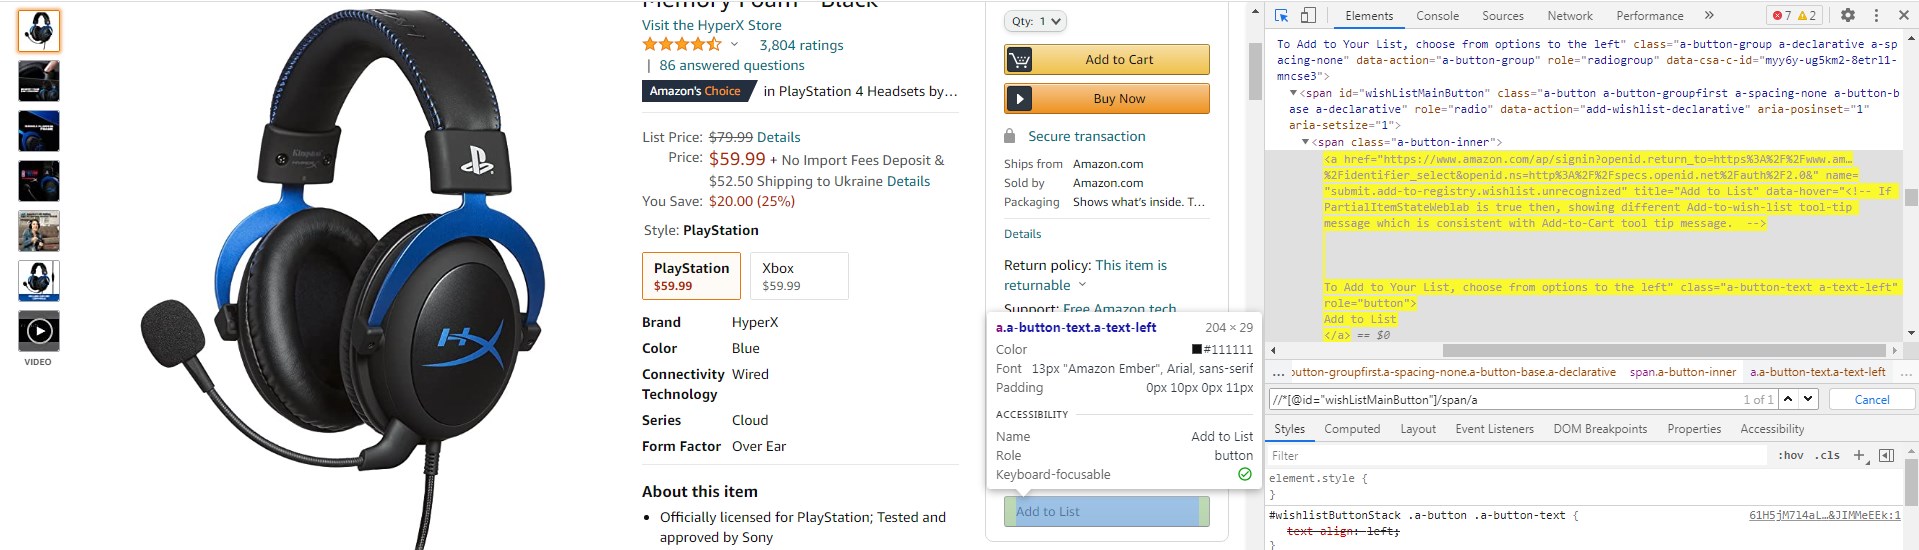 Memory Foam - Black
Visit the HyperX Store
3,804 ratings
| 86 answered questions
Amazon's Choice in PlayStation 4 Headsets by...
List Price: $79.99 Details
Price: $59.99 + No Import Fees Deposit &
$52.50 Shipping to Ukraine Details
You Save: $20.00 (25%)
Style: PlayStation
PlayStation
$59.99
Xbox
$59.99
Brand HyperX
Color Blue
Connectivity Wired
Technology
Series Cloud
Form Factor Over Ear
About this item
• Officially licensed for PlayStation; Tested and
approved by Sony
VIDEO
Kingston
HX
Qty: 1
Add to Cart
Buy Now
Secure transaction
Ships from Amazon.com
Sold by Amazon.com
Packaging Shows what's inside. T...
Details
Return policy: This item is
returnable
Support: Free Amazon tech
a.a-button-text.a-text-left 204 × 29
Color #111111
Font 13px "Amazon Ember", Arial, sans-serif
Padding 0px 10px 0px 11px
ACCESSIBILITY
Name Add to List
Role button
Keyboard-focusable
Add to List
Elements Console Sources Network Performance » 7 2
To Add to Your List, choose from options to the left" class="a-button-group a-declarative a-sp
acing-none" data-action="a-button-group" role="radiogroup" data-csa-c-id="myy6y-ug5km2-8etrl1-
mncse3">
▼<span id="wishListMainButton" class="a-button a-button-groupfirst a-spacing-none a-button-b
ase a-declarative" role="radio" data-action="add-wishlist-declarative" aria-posinset="1"
aria-setsize="1">
▼<span class="a-button-inner">
<a href="https://www.amazon.com/ap/signin?openid.return_to=https%3A%2F%2Fwww.am…
%2Fidentifier_select&openid.ns=http%3A%2F%2Fspecs.openid.net%2Fauth%2F2.0&" name=
"submit.add-to-registry.wishlist.unrecognized" title="Add to List" data-hover="<!-- If
PartialItemStateWeblab is true then, showing different Add-to-wish-list tool-tip
message which is consistent with Add-to-Cart tool tip message. -->
To Add to Your List, choose from options to the left" class="a-button-text a-text-left"
role="button">
Add to List
</a> == $0
... button-groupfirst.a-spacing-none.a-button-base.a-declarative span.a-button-inner a.a-button-text.a-text-left ...
//*[@id="wishListMainButton"]/span/a 1 of 1 Cancel
Styles Computed Layout Event Listeners DOM Breakpoints Properties Accessibility
Filter :hov .cls +
element.style {
}
#wishlistButtonStack .a-button .a-button-text { 61H5jM7l4aL…&JIMMeEEk:1
text-align: left;
}